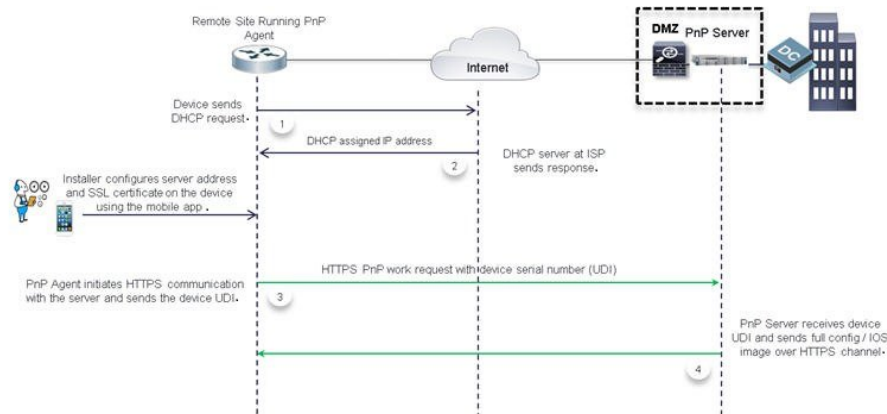 Remote Site Running PnP
Agent
DMZ
PnP Server
Internet
DC
Device sends
DHCP request.
1
DHCP assigned IP address
2
DHCP server at ISP
sends response.
Installer configures server address
and SSL certificate on the device
using the mobile app .
HTTPS PnP work request with device serial number (UDI)
PnP Agent initiates HTTPS communication
with the server and sends the device UDI.
3
PnP Server receives device
UDI and sends full config / IOS
image over HTTPS channel.
4